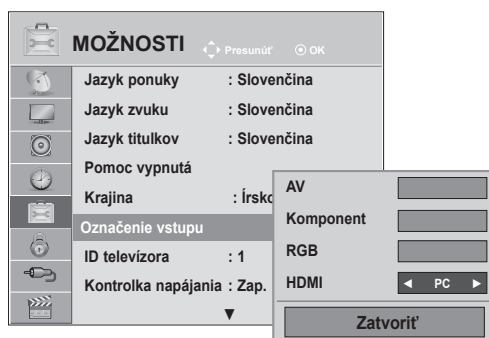 MOŽNOSTI Presunúť OK
Jazyk ponuky : Slovenčina
Jazyk zvuku : Slovenčina
Jazyk titulkov : Slovenčina
Pomoc vypnutá
Krajina : Írsko
Označenie vstupu
ID televízora : 1
Kontrolka napájania : Zap.
AV
Komponent
RGB
HDMI ◄ PC ►
Zatvoriť